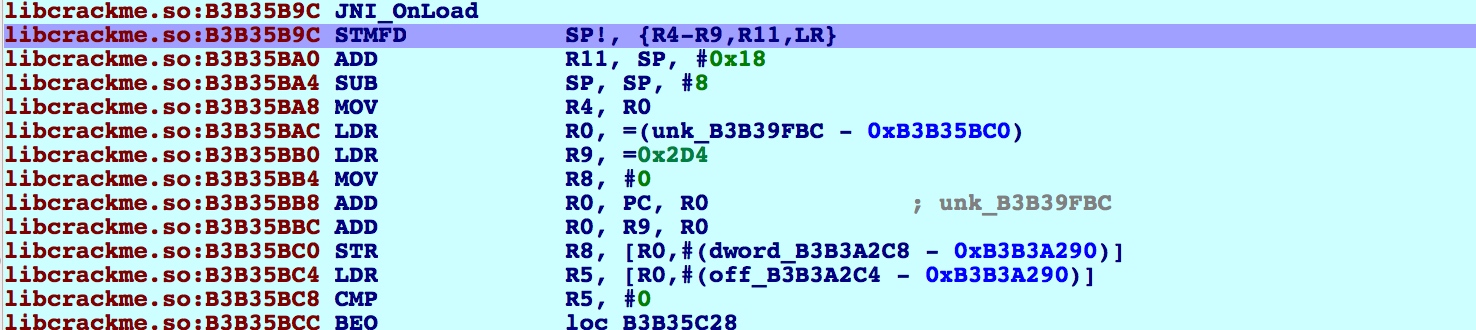 libcrackme.so:B3B35B9C JNI_OnLoad
libcrackme.so:B3B35B9C STMFD SP!, {R4-R9,R11,LR}
libcrackme.so:B3B35BA0 ADD R11, SP, #0x18
libcrackme.so:B3B35BA4 SUB SP, SP, #8
libcrackme.so:B3B35BA8 MOV R4, R0
libcrackme.so:B3B35BAC LDR R0, =(unk_B3B39FBC - 0xB3B35BC0)
libcrackme.so:B3B35BB0 LDR R9, =0x2D4
libcrackme.so:B3B35BB4 MOV R8, #0
libcrackme.so:B3B35BB8 ADD R0, PC, R0 ; unk_B3B39FBC
libcrackme.so:B3B35BBC ADD R0, R9, R0
libcrackme.so:B3B35BC0 STR R8, [R0,#(dword_B3B3A2C8 - 0xB3B3A290)]
libcrackme.so:B3B35BC4 LDR R5, [R0,#(off_B3B3A2C4 - 0xB3B3A290)]
libcrackme.so:B3B35BC8 CMP R5, #0
libcrackme.so:B3B35BCC BEQ loc_B3B35C28